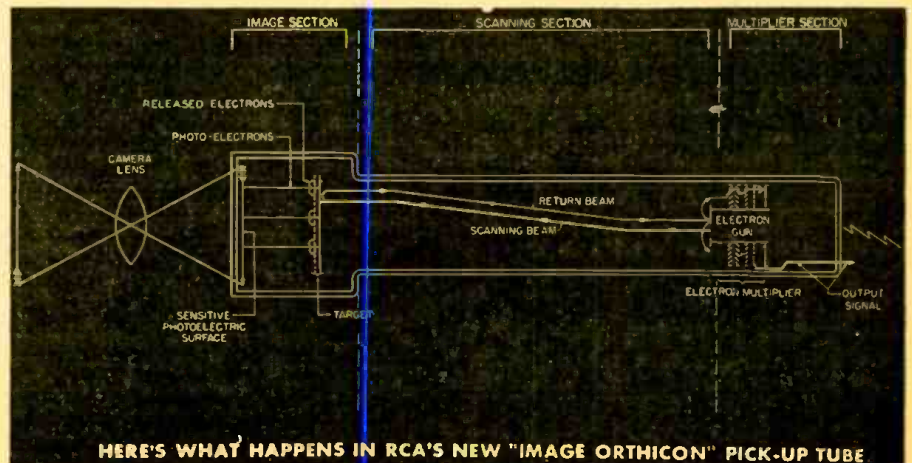 IMAGE SECTION
SCANNING SECTION
MULTIPLIER SECTION
RELEASED ELECTRONS
PHOTO-ELECTRONS
CAMERA
LENS
RETURN BEAM
SCANNING BEAM
ELECTRON
GUN
ELECTRON MULTIPLIER
OUTPUT
SIGNAL
SENSITIVE
PHOTOELECTRIC
SURFACE
TARGET
HERE'S WHAT HAPPENS IN RCA'S NEW "IMAGE ORTHICON" PICK-UP TUBE